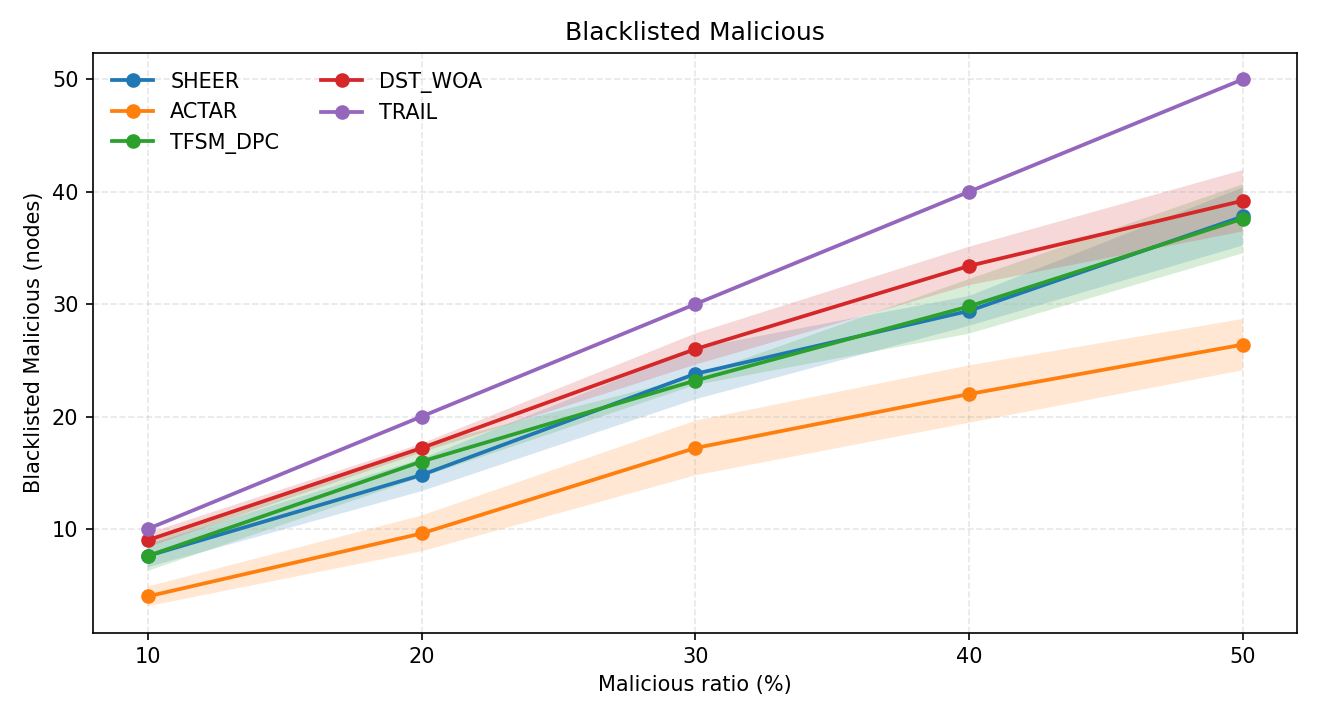 Blacklisted Malicious
SHEER
ACTAR
TFSM_DPC
DST_WOA
TRAIL
Blacklisted Malicious (nodes)
50
40
30
20
10
10 20 30 40 50
Malicious ratio (%)